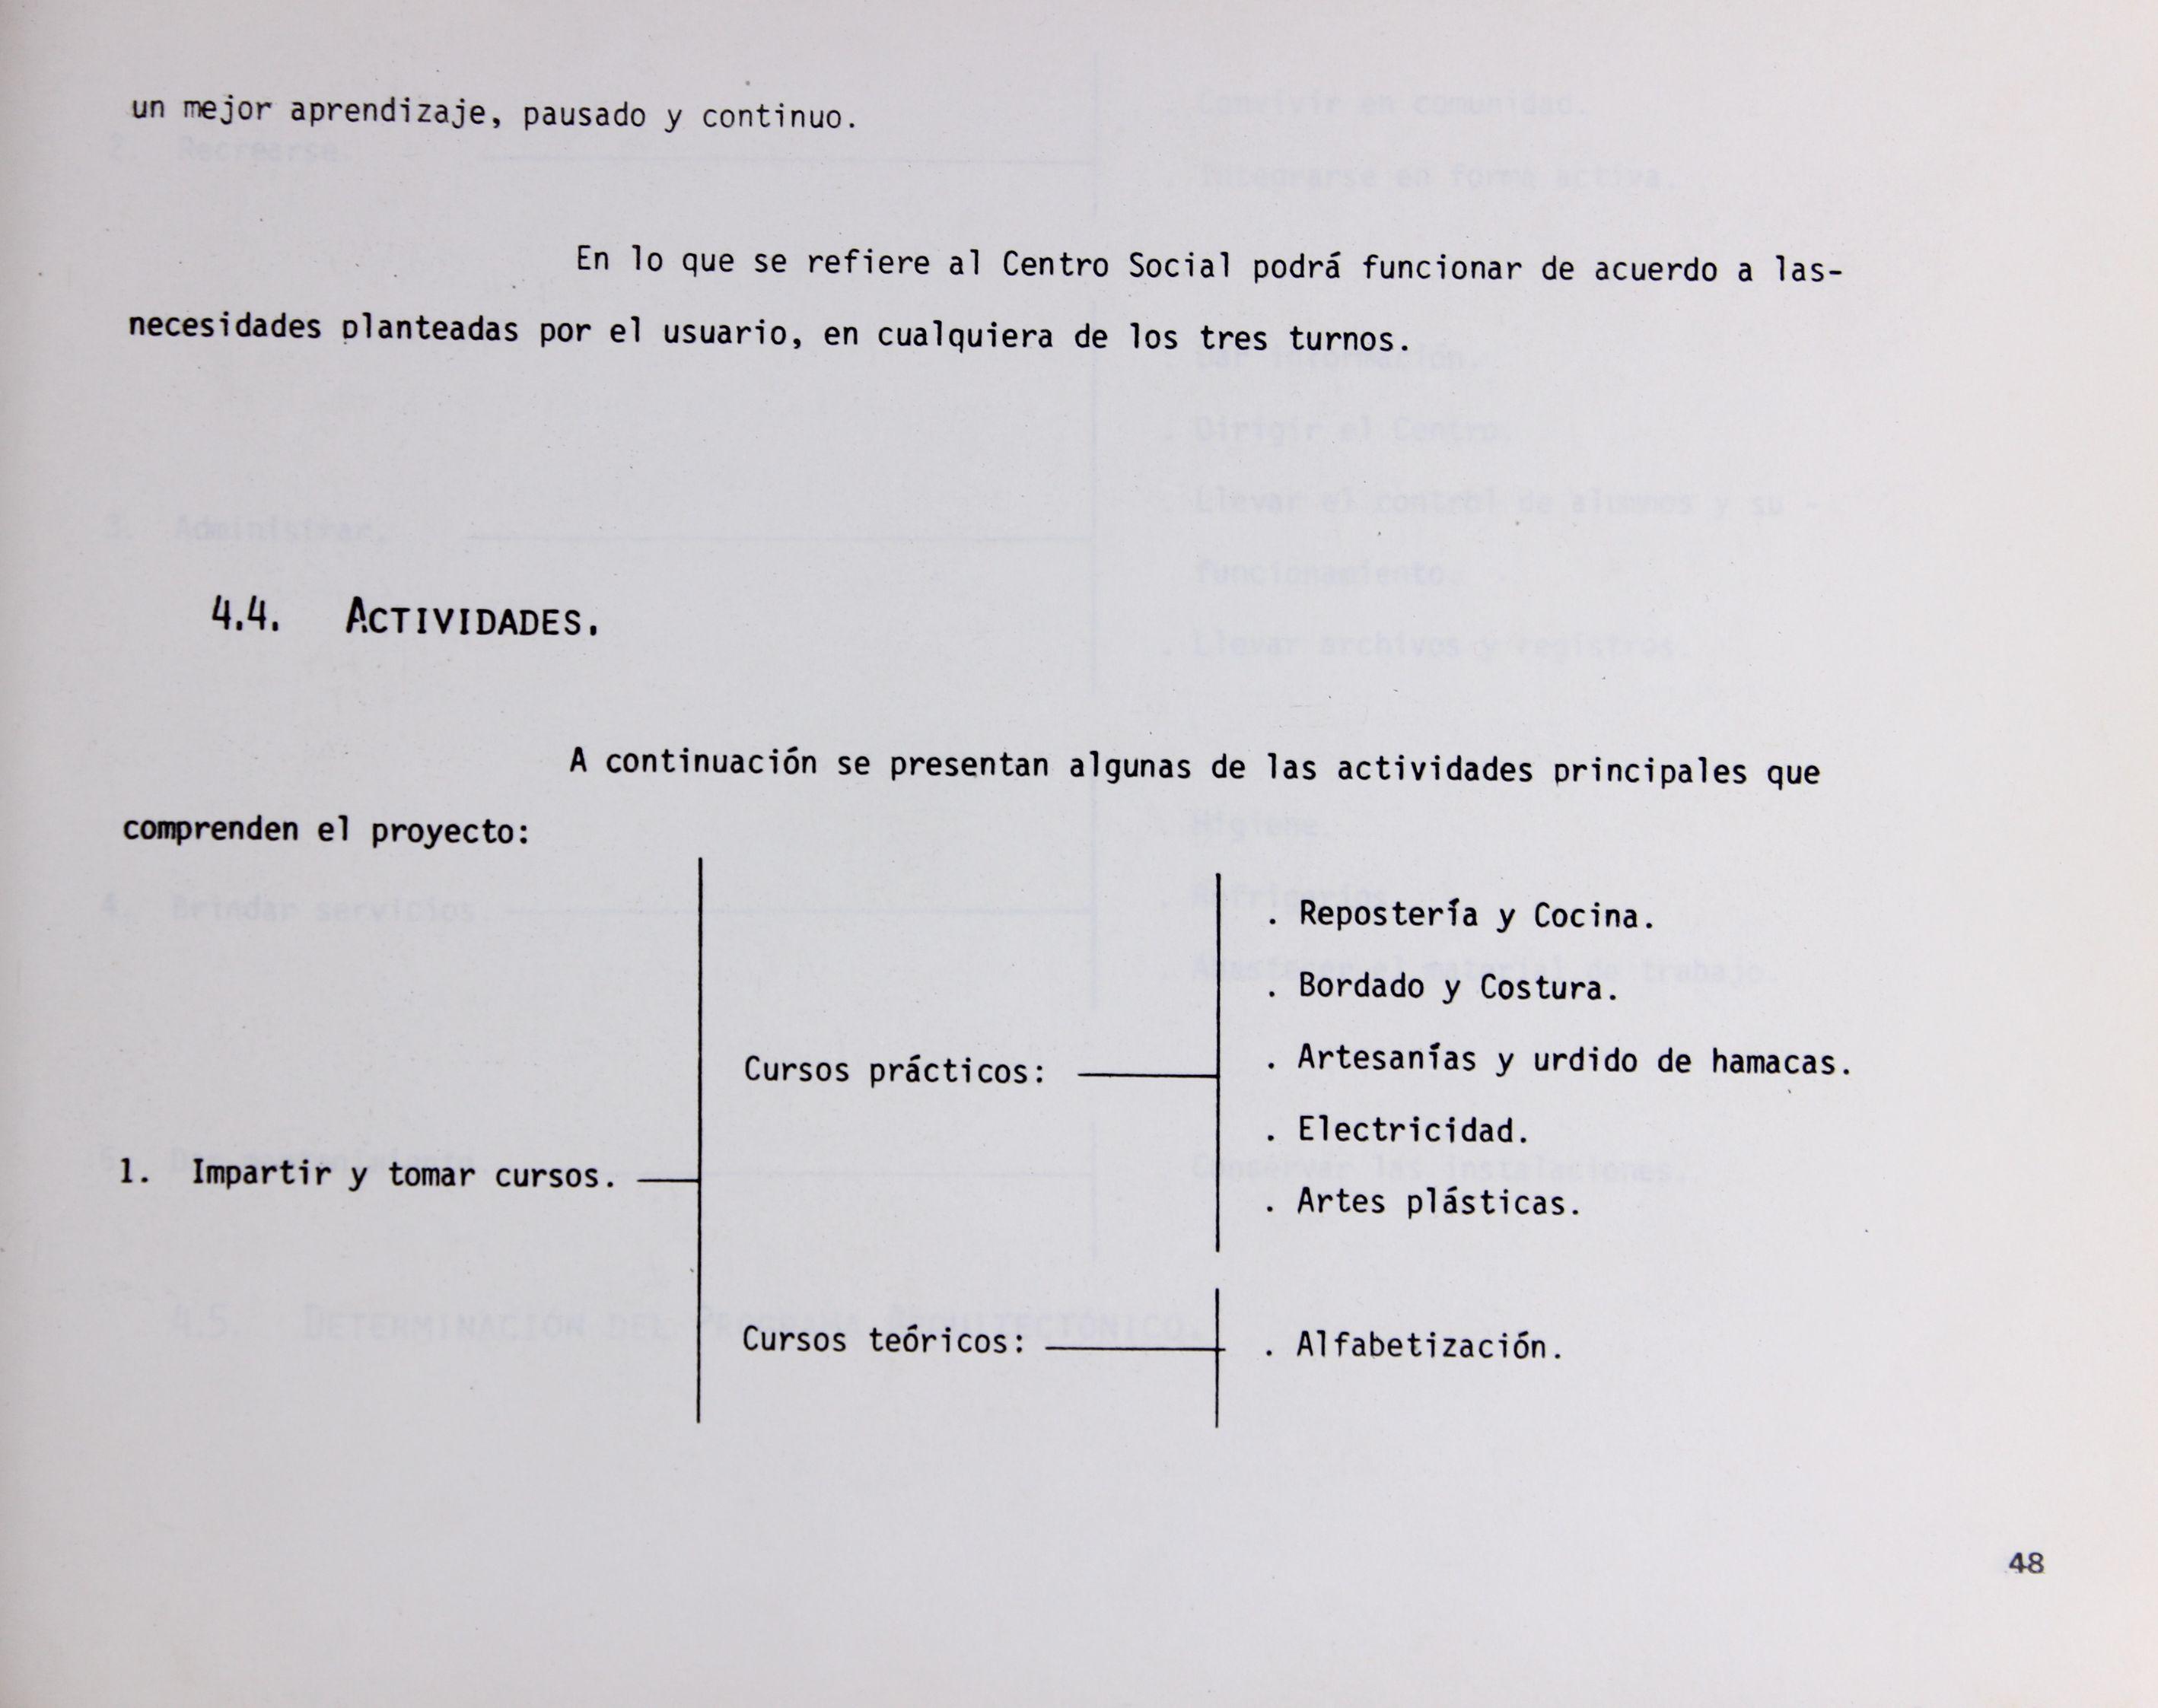 un mejor aprendizaje, pausado y continuo.
En lo que se refiere al Centro Social podrá funcionar de acuerdo a las-
necesidades planteadas por el usuario, en cualquiera de los tres turnos.
4.4. ACTIVIDADES.
A continuación se presentan algunas de las actividades principales que
comprenden el proyecto:
1. Impartir y tomar cursos.
Cursos prácticos:
. Repostería y Cocina.
. Bordado y Costura.
. Artesanías y urdido de hamacas.
. Electricidad.
. Artes plásticas.
Cursos teóricos:
. Alfabetización.
48